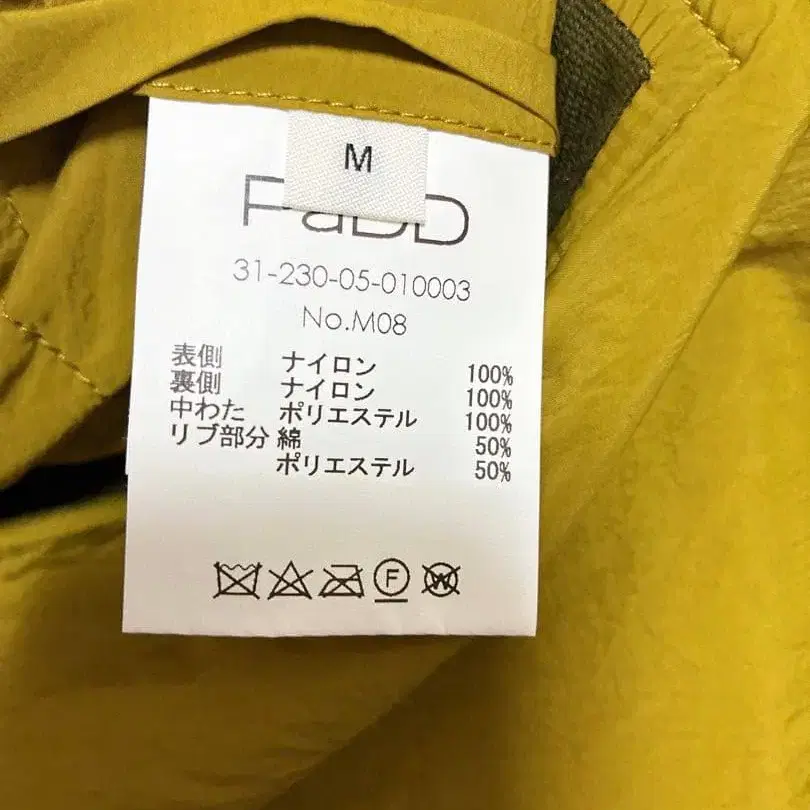 M
PaDD
31-230-05-010003
No.M08
表側 ナイロン 100%
裏側 ナイロン 100%
中わた ポリエステル 100%
リブ部分 綿 50%
ポリエステル 50%
F W